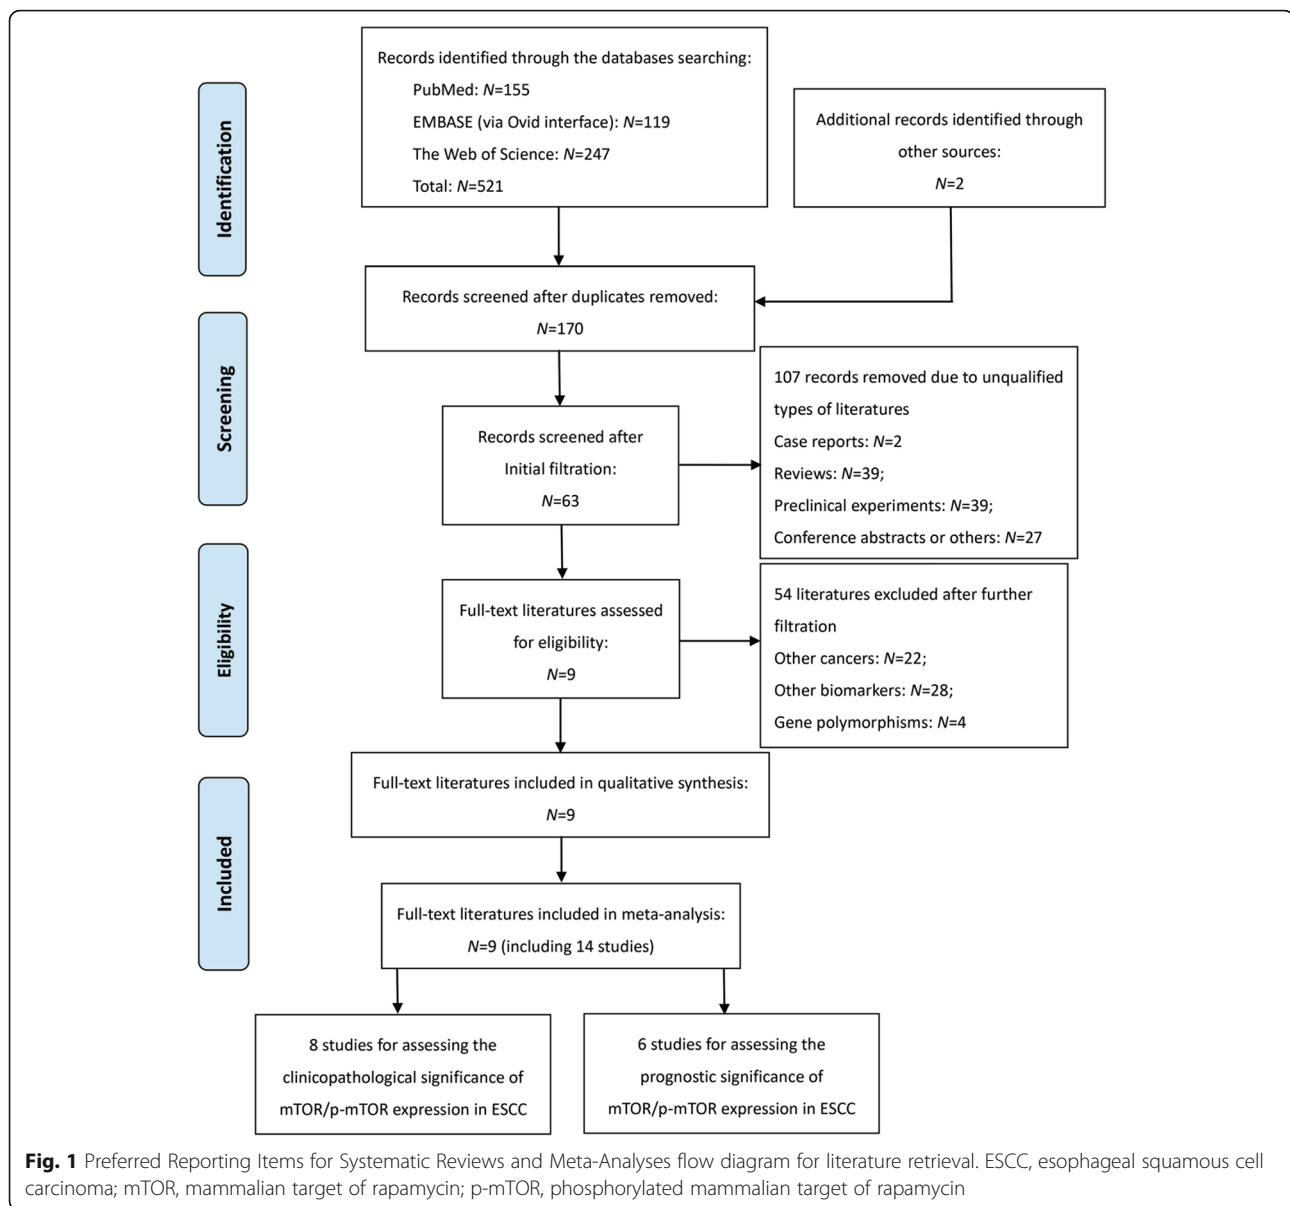 Identification
Records identified through the databases searching:
PubMed: N=155
EMBASE (via Ovid interface): N=119
The Web of Science: N=247
Total: N=521
Additional records identified through
other sources:
N=2
Records screened after duplicates removed:
N=170
Screening
Records screened after
Initial filtration:
N=63
107 records removed due to unqualified
types of literatures
Case reports: N=2
Reviews: N=39;
Preclinical experiments: N=39;
Conference abstracts or others: N=27
Eligibility
Full-text literatures assessed
for eligibility:
N=9
54 literatures excluded after further
filtration
Other cancers: N=22;
Other biomarkers: N=28;
Gene polymorphisms: N=4
Included
Full-text literatures included in qualitative synthesis:
N=9
Full-text literatures included in meta-analysis:
N=9 (including 14 studies)
8 studies for assessing the
clinicopathological significance of
mTOR/p-mTOR expression in ESCC
6 studies for assessing the
prognostic significance of
mTOR/p-mTOR expression in ESCC
Fig. 1 Preferred Reporting Items for Systematic Reviews and Meta-Analyses flow diagram for literature retrieval. ESCC, esophageal squamous cell
carcinoma; mTOR, mammalian target of rapamycin; p-mTOR, phosphorylated mammalian target of rapamycin